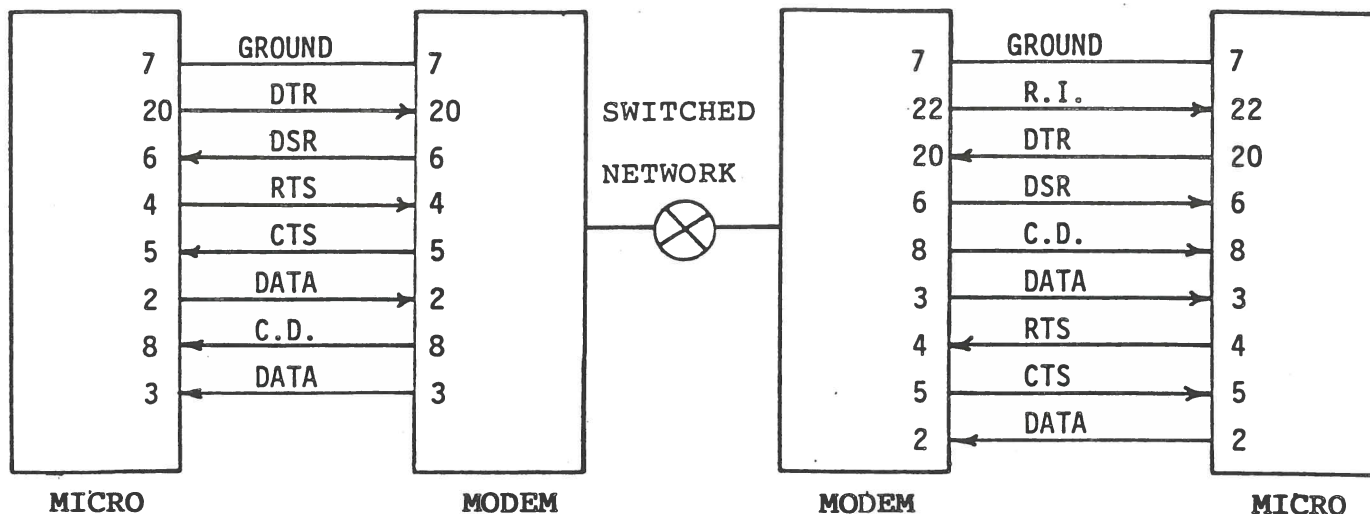 7 GROUND 7
20 DTR 20
6 DSR 6
4 RTS 4
5 CTS 5
2 DATA 2
8 C.D. 8
3 DATA 3
MICRO
MODEM
SWITCHED
NETWORK
7 GROUND 7
22 R.I. 22
20 DTR 20
6 DSR 6
8 C.D. 8
3 DATA 3
4 RTS 4
5 CTS 5
2 DATA 2
MODEM
MICRO